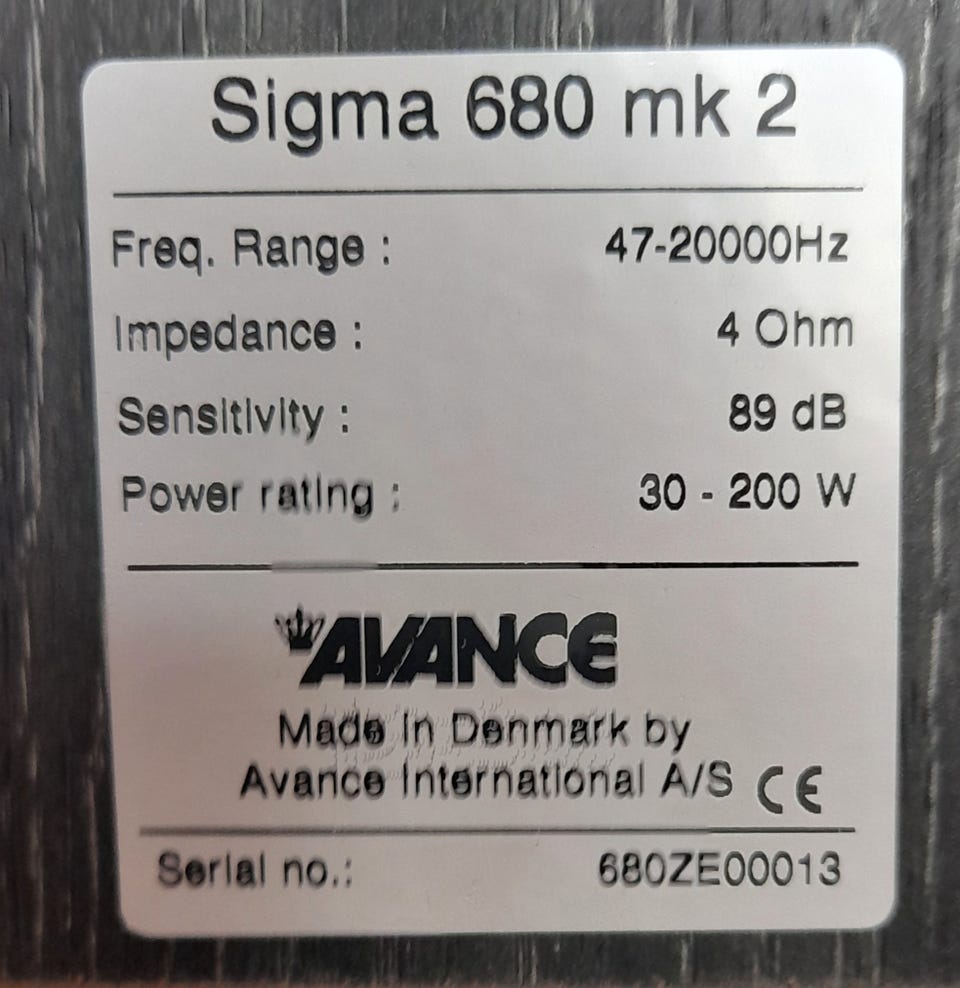 Sigma 680 mk 2
Freq. Range : 47-20000Hz
Impedance : 4 Ohm
Sensitivity : 89 dB
Power rating : 30 - 200 W
AVANCE
Made in Denmark by
Avance International A/S CE
Serial no.: 680ZE00013